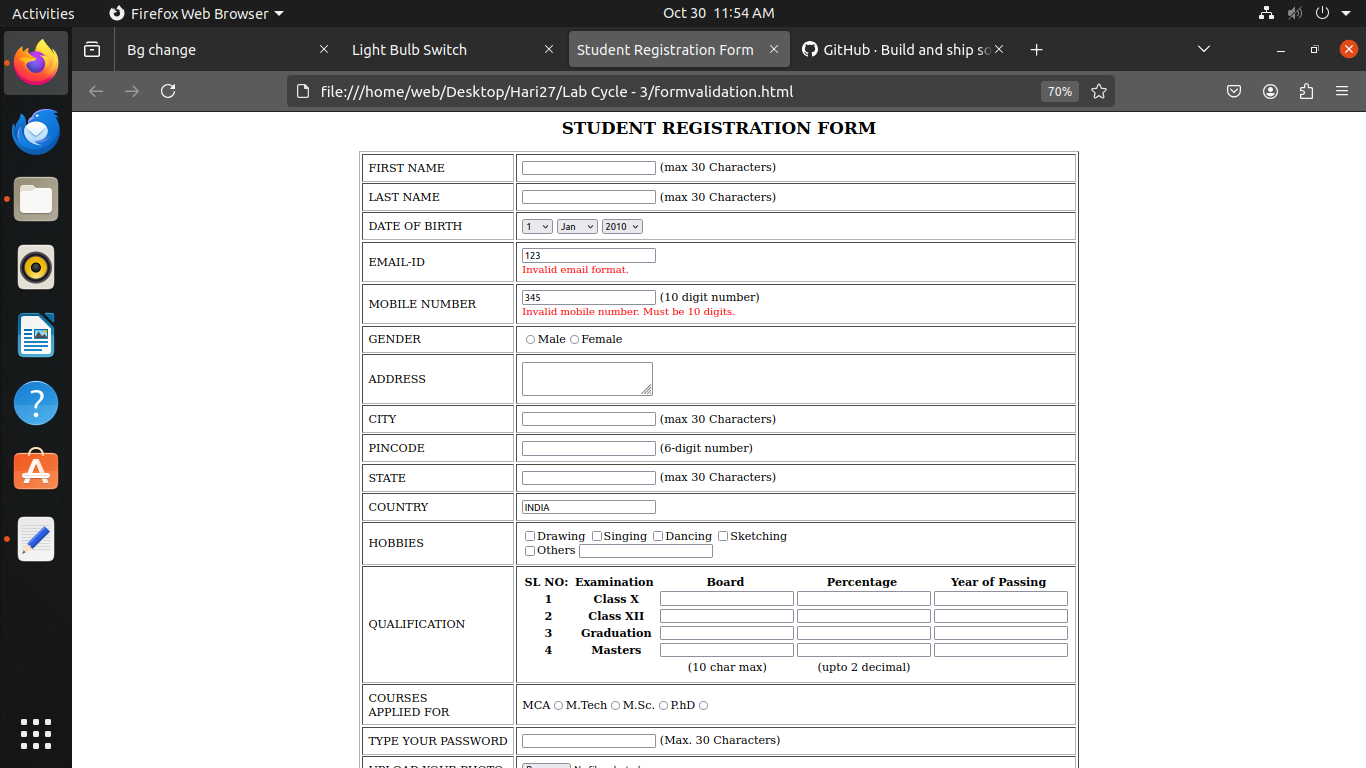 Activities Firefox Web Browser Oct 30 11:54 AM
Bg change Light Bulb Switch Student Registration Form GitHub · Build and ship so
file:///home/web/Desktop/Hari27/Lab Cycle - 3/formvalidation.html 70%
STUDENT REGISTRATION FORM
FIRST NAME (max 30 Characters)
LAST NAME (max 30 Characters)
DATE OF BIRTH 1 Jan 2010
EMAIL-ID 123
Invalid email format.
MOBILE NUMBER 345 (10 digit number)
Invalid mobile number. Must be 10 digits.
GENDER Male Female
ADDRESS
CITY (max 30 Characters)
PINCODE (6-digit number)
STATE (max 30 Characters)
COUNTRY INDIA
HOBBIES Drawing Singing Dancing Sketching
Others
QUALIFICATION
SL NO: Examination Board Percentage Year of Passing
1 Class X
2 Class XII
3 Graduation
4 Masters
(10 char max) (upto 2 decimal)
COURSES
APPLIED FOR
MCA M.Tech M.Sc. P.hD
TYPE YOUR PASSWORD (Max. 30 Characters)
UPLOAD YOUR PHOTO